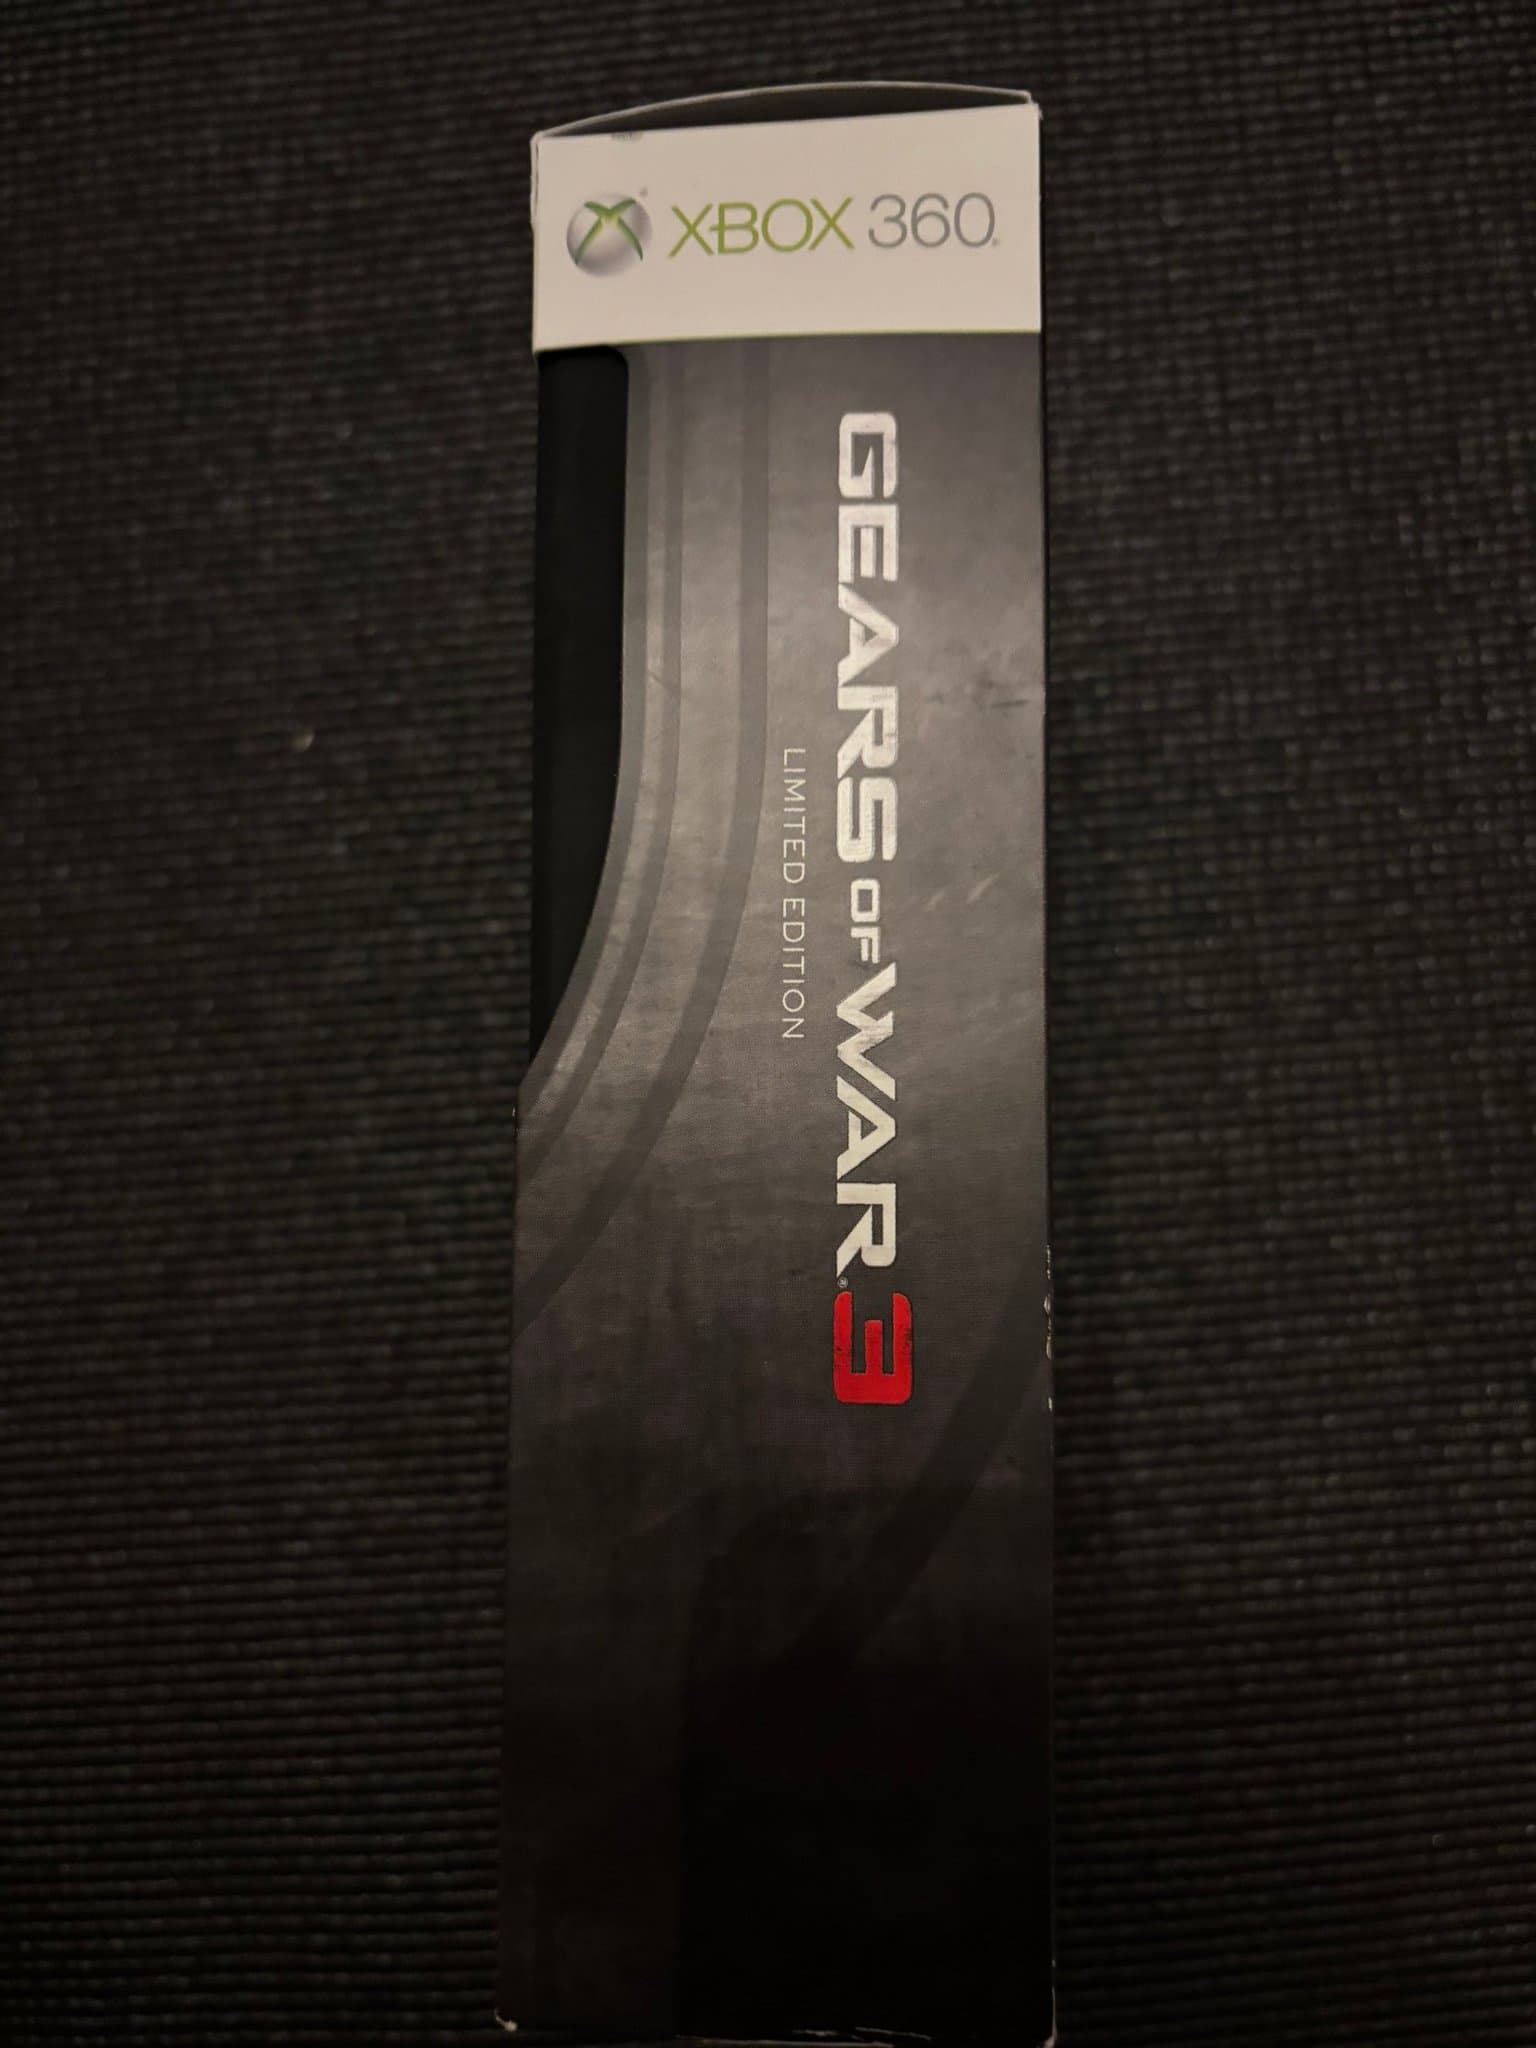 XBOX 360®
GEARS OF WAR® 3
LIMITED EDITION